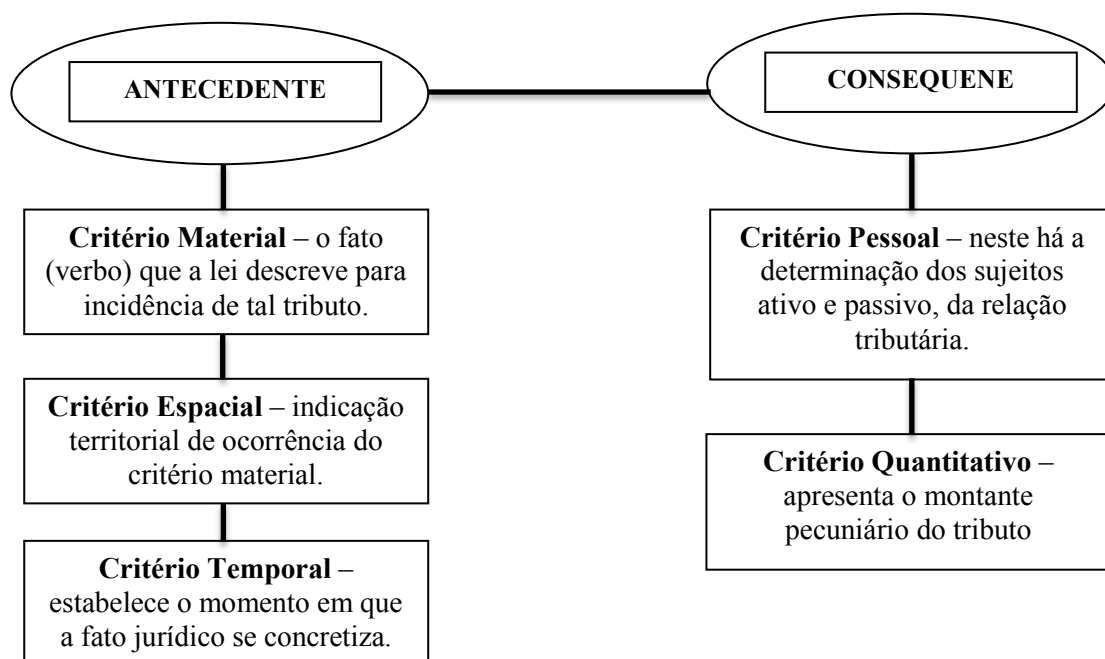 ANTECEDENTE
Critério Material – o fato
(verbo) que a lei descreve para
incidência de tal tributo.
Critério Espacial – indicação
territorial de ocorrência do
critério material.
Critério Temporal –
estabelece o momento em que
a fato jurídico se concretiza.
CONSEQUENE
Critério Pessoal – neste há a
determinação dos sujeitos
ativo e passivo, da relação
tributária.
Critério Quantitativo –
apresenta o montante
pecuniário do tributo